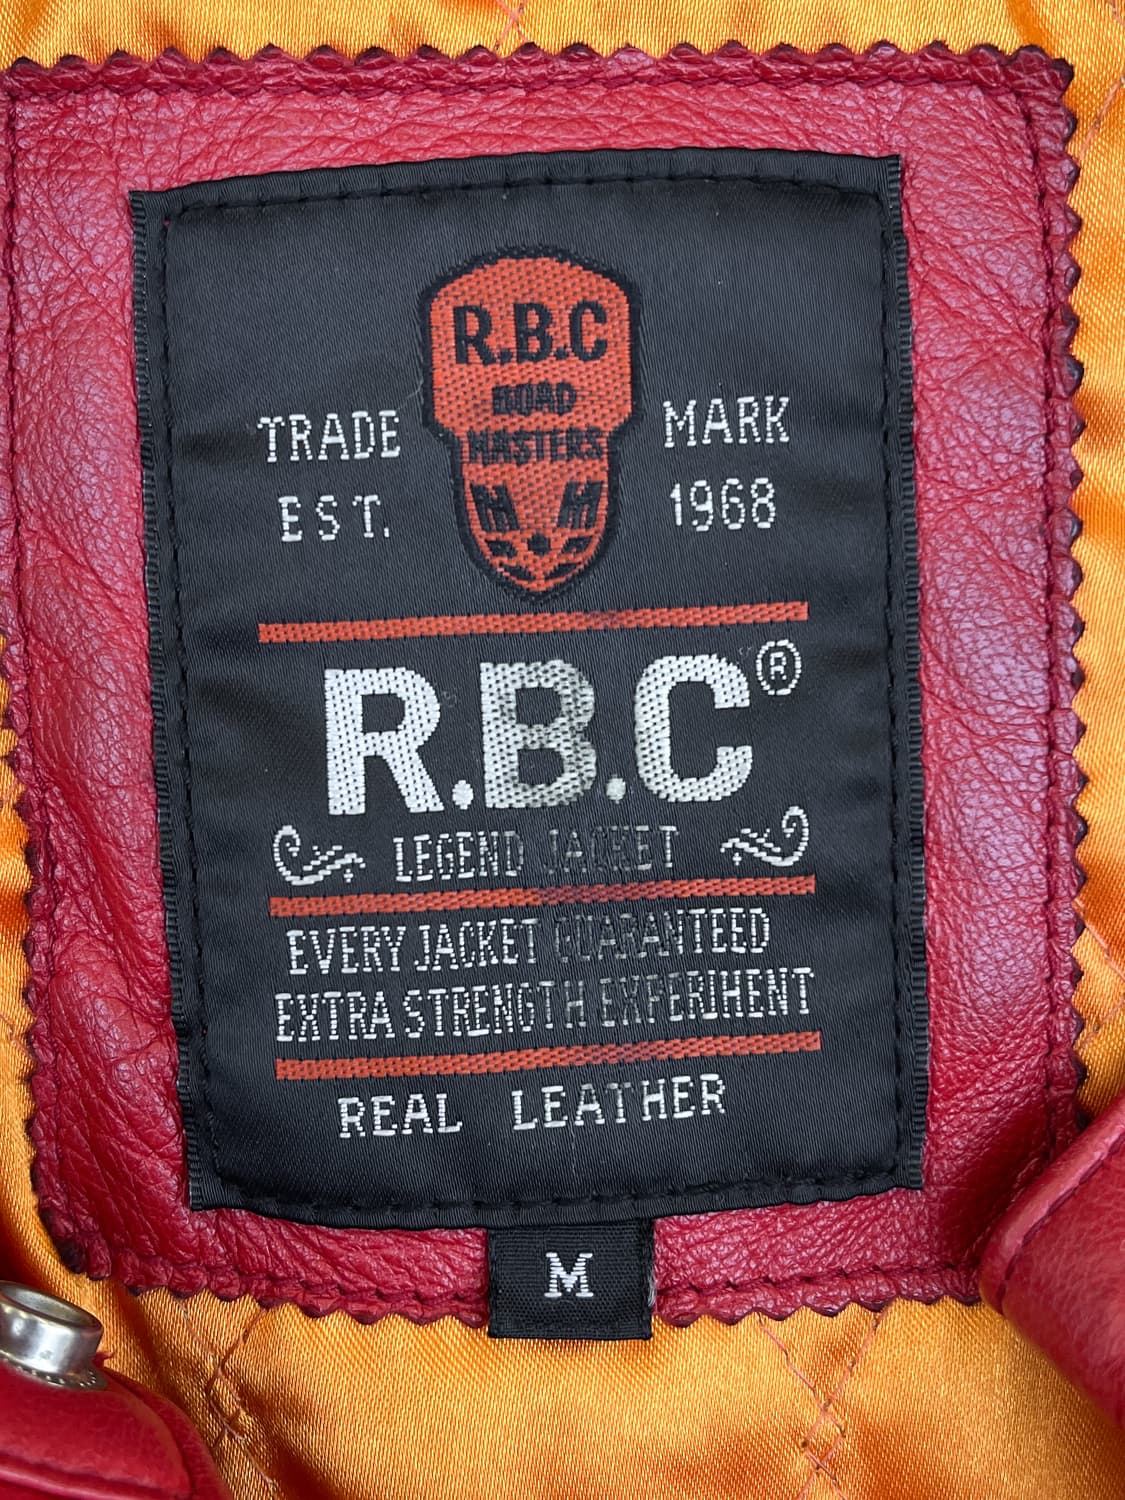 R.B.C
ROAD
MASTERS
TRADE MARK
EST. 1968
R.B.C®
LEGEND JACKET
EVERY JACKET GUARANTEED
EXTRA STRENGTH EXPERIHENT
REAL LEATHER
M